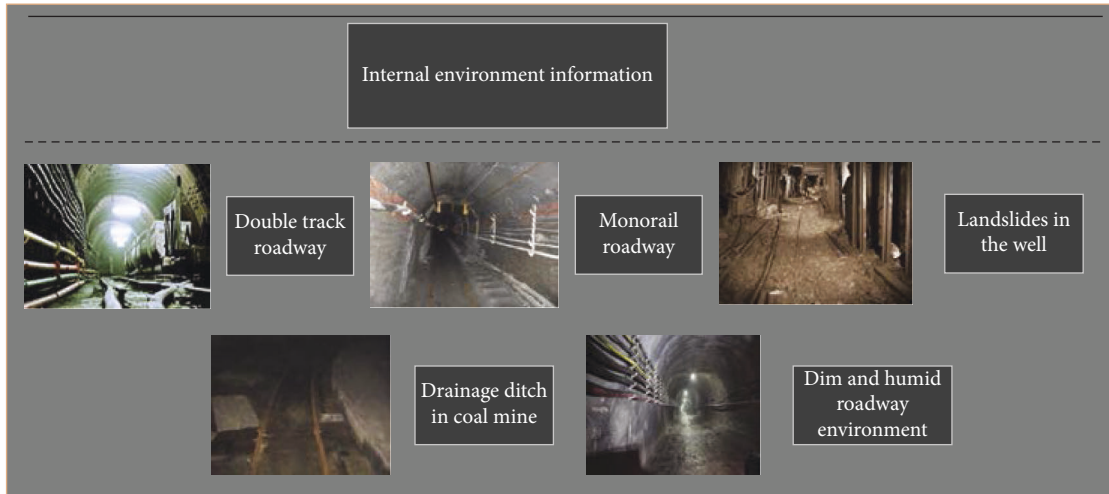 Internal environment information
Double track
roadway
Monorail
roadway
Landslides in
the well
Drainage ditch
in coal mine
Dim and humid
roadway
environment